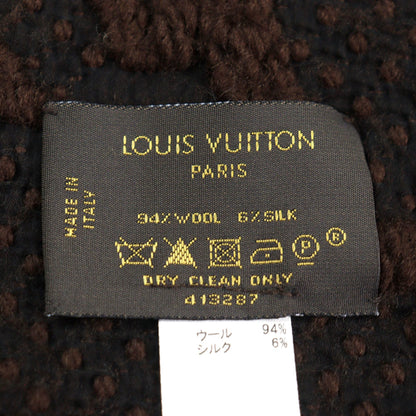 LOUIS VUITTON
PARIS
MADE IN
ITALY
94% WOOL 6% SILK
P ®
DRY CLEAN ONLY
413287
ウール 94%
シルク 6%